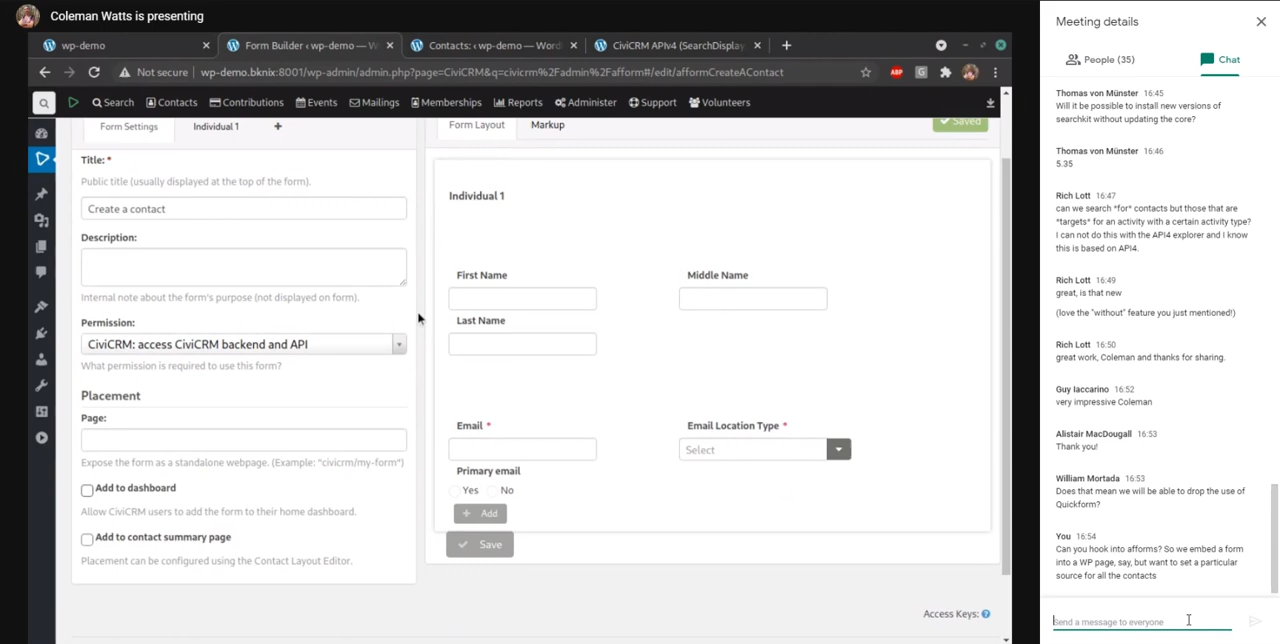 Coleman Watts is presenting
wp-demo
Form Builder ‹ wp-demo — W
Contacts: ‹ wp-demo — Word
CiviCRM APIv4 (SearchDisplay
Not secure
wp-demo.bknix:8001/wp-admin/admin.php?page=CiviCRM&q=civicrm%2Fadmin%2Fafform#/edit/afformCreateAContact
ABP
G
Search
Contacts
Contributions
Events
Mailings
Memberships
Reports
Administer
Support
Volunteers
Form Settings
Individual 1
Form Layout
Markup
Saved
Title: *
Public title (usually displayed at the top of the form).
Create a contact
Description:
Internal note about the form's purpose (not displayed on form).
Permission:
CiviCRM: access CiviCRM backend and API
What permission is required to use this form?
Placement
Page:
Expose the form as a standalone webpage. (Example: "civicrm/my-form")
Add to dashboard
Allow CiviCRM users to add the form to their home dashboard.
Add to contact summary page
Placement can be configured using the Contact Layout Editor.
Individual 1
First Name
Middle Name
Last Name
Email *
Email Location Type *
Select
Primary email
Yes
No
+ Add
Save
Access Keys: ?
Meeting details
People (35)
Chat
Thomas von Münster 16:45
Will it be possible to install new versions of
searchkit without updating the core?
Thomas von Münster 16:46
5.35
Rich Lott 16:47
can we search *for* contacts but those that are
*targets* for an activity with a certain activity type?
I can not do this with the API4 explorer and I know
this is based on API4.
Rich Lott 16:49
great, is that new
(love the "without" feature you just mentioned!)
Rich Lott 16:50
great work, Coleman and thanks for sharing.
Guy Iaccarino 16:52
very impressive Coleman
Alistair MacDougall 16:53
Thank you!
William Mortada 16:53
Does that mean we will be able to drop the use of
Quickform?
You 16:54
Can you hook into afforms? So we embed a form
into a WP page, say, but want to set a particular
source for all the contacts
Send a message to everyone